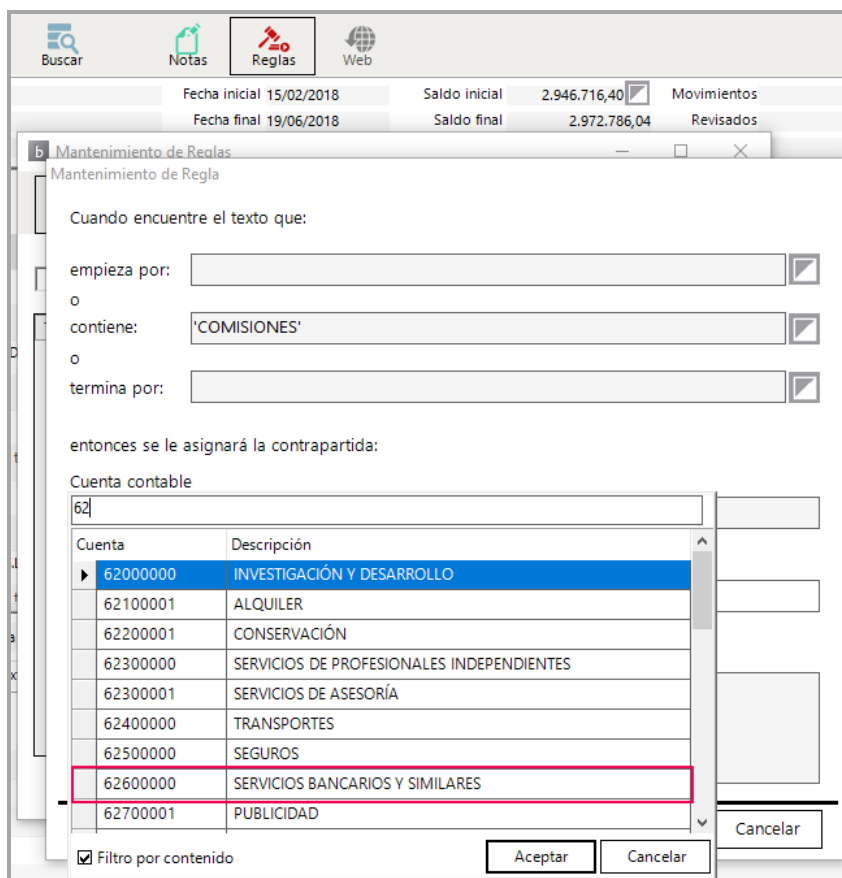 Buscar Notas Reglas Web
Fecha inicial 15/02/2018 Saldo inicial 2.946.716,40 Movimientos
Fecha final 19/06/2018 Saldo final 2.972.786,04 Revisados
b Mantenimiento de Reglas
Mantenimiento de Regla
Cuando encuentre el texto que:
empieza por:
o
contiene: 'COMISIONES'
o
termina por:
entonces se le asignará la contrapartida:
Cuenta contable
62
Cuenta Descripción
62000000 INVESTIGACIÓN Y DESARROLLO
62100001 ALQUILER
62200001 CONSERVACIÓN
62300000 SERVICIOS DE PROFESIONALES INDEPENDIENTES
62300001 SERVICIOS DE ASESORÍA
62400000 TRANSPORTES
62500000 SEGUROS
62600000 SERVICIOS BANCARIOS Y SIMILARES
62700001 PUBLICIDAD
Cancelar
Filtro por contenido Aceptar Cancelar